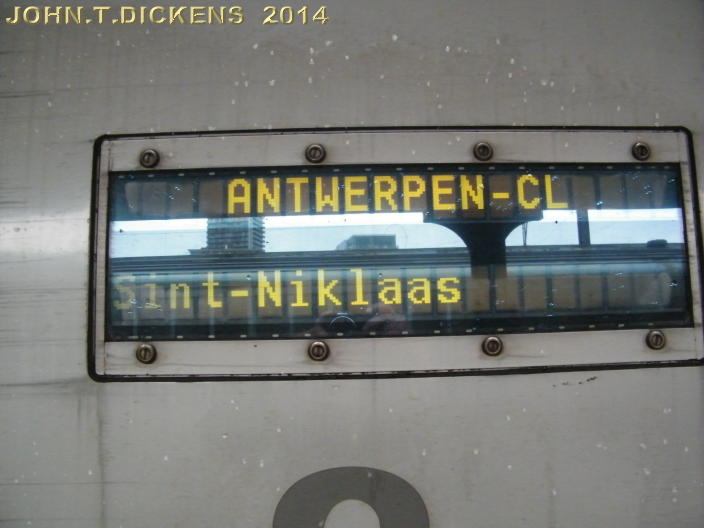 JOHN.T.DICKENS 2014
ANTWERPEN-CL
Sint-Niklaas